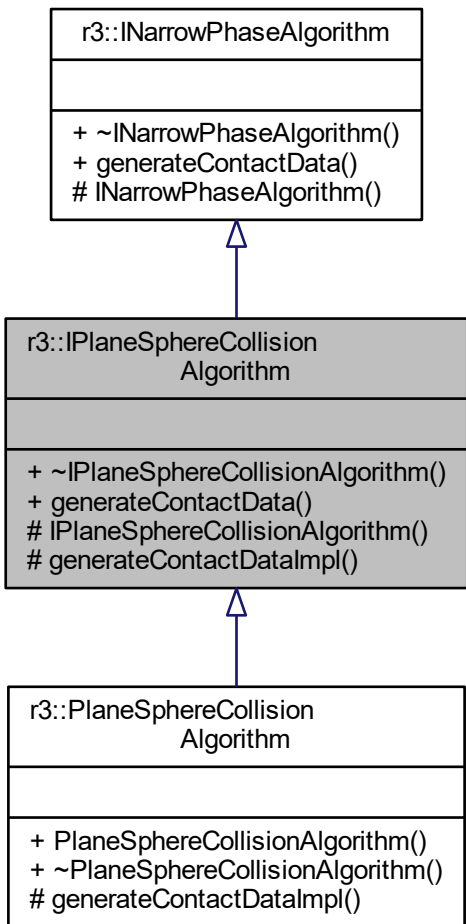 r3::INarrowPhaseAlgorithm
+ ~INarrowPhaseAlgorithm()
+ generateContactData()
# INarrowPhaseAlgorithm()
r3::IPlaneSphereCollision
Algorithm
+ ~IPlaneSphereCollisionAlgorithm()
+ generateContactData()
# IPlaneSphereCollisionAlgorithm()
# generateContactDataImpl()
r3::PlaneSphereCollision
Algorithm
+ PlaneSphereCollisionAlgorithm()
+ ~PlaneSphereCollisionAlgorithm()
# generateContactDataImpl()